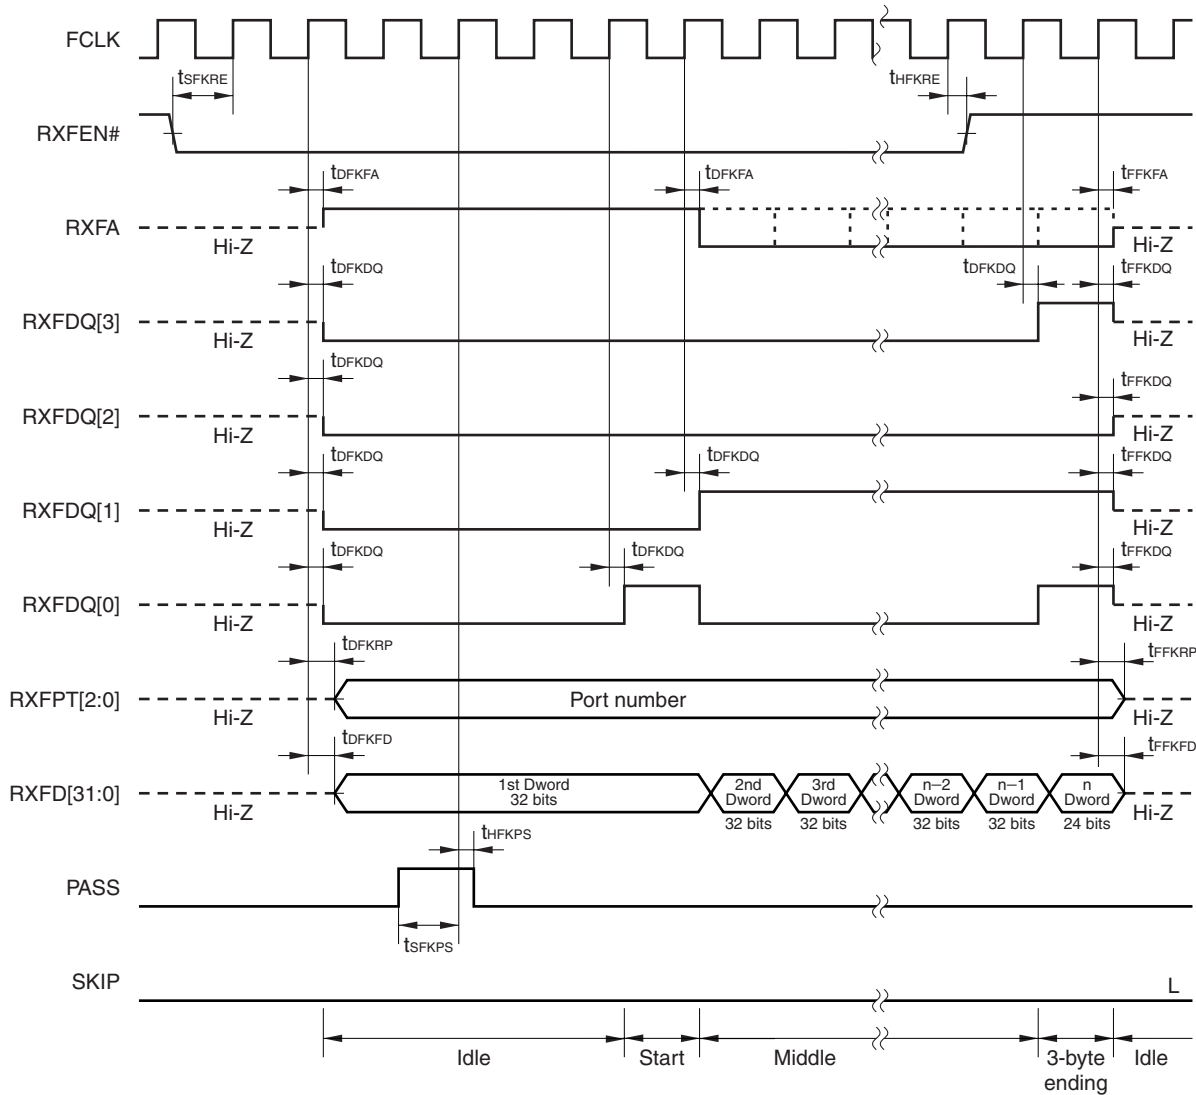 FCLK
tSFKRE
tHFKRE
RXFEN#
tDFKFA
tDFKFA
tFFKFA
RXFA
Hi-Z
Hi-Z
tDFKDQ
tDFKDQ
tFFKDQ
RXFDQ[3]
Hi-Z
Hi-Z
tDFKDQ
tFFKDQ
RXFDQ[2]
Hi-Z
Hi-Z
tDFKDQ
tDFKDQ
tFFKDQ
RXFDQ[1]
Hi-Z
Hi-Z
tDFKDQ
tDFKDQ
tFFKDQ
RXFDQ[0]
Hi-Z
Hi-Z
tDFKRP
tFFKRP
RXFPT[2:0]
Port number
Hi-Z
Hi-Z
tDFKFD
tFFKFD
RXFD[31:0]
1st Dword
32 bits
2nd
Dword
32 bits
3rd
Dword
32 bits
n–2
Dword
32 bits
n–1
Dword
32 bits
n
Dword
24 bits
Hi-Z
Hi-Z
tHFKPS
PASS
tSFKPS
SKIP
L
Idle
Start
Middle
3-byte
ending
Idle